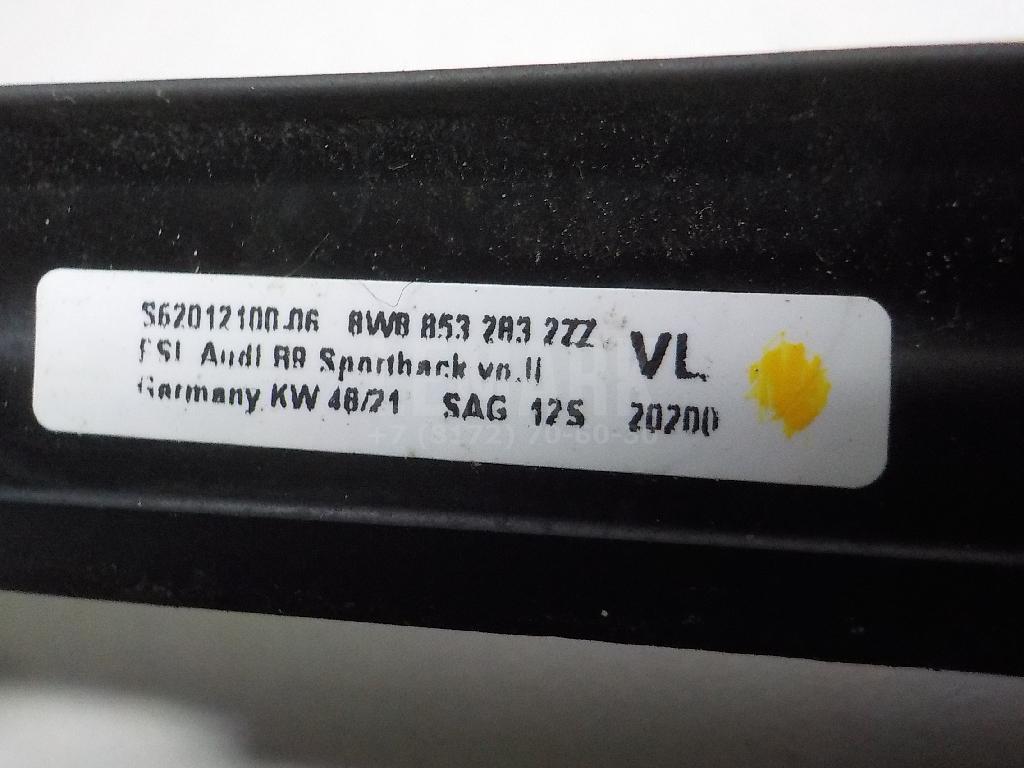 S62012100.06 8W8 853 283 2ZZ VL
FSL Audi B9 Sportback vo.li
Germany KW 48/21 SAG 12S 20200